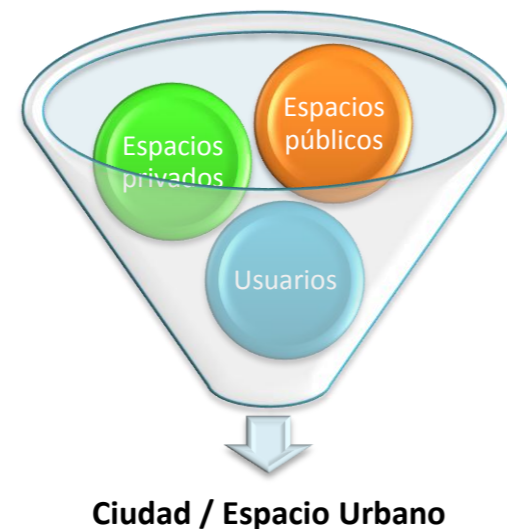 Espacios
públicos
Espacios
privados
Usuarios
Ciudad / Espacio Urbano